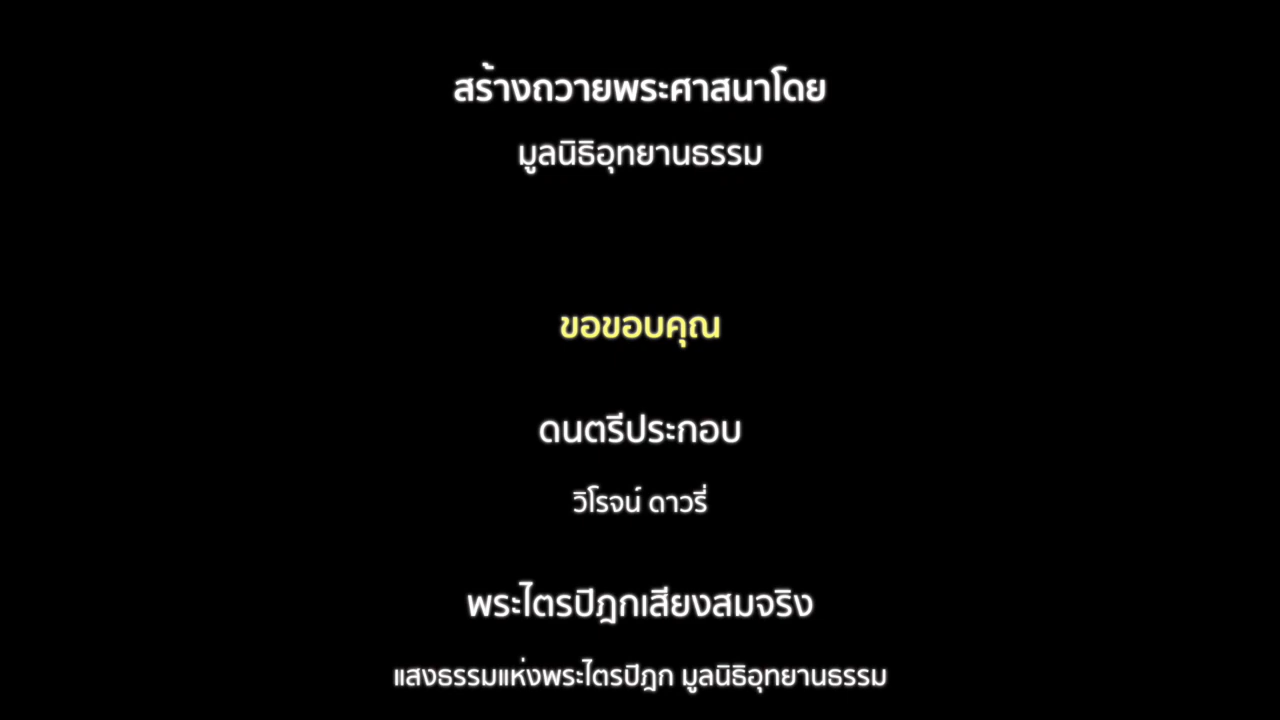 สร้างถวายพระศาสนาโดย
มูลนิธิอุทยานธรรม
ขอขอบคุณ
ดนตรีประกอบ
วิโรจน์ ดาวรี่
พระไตรปิฎกเสียงสมจริง
แสงธรรมแห่งพระไตรปิฎก มูลนิธิอุทยานธรรม